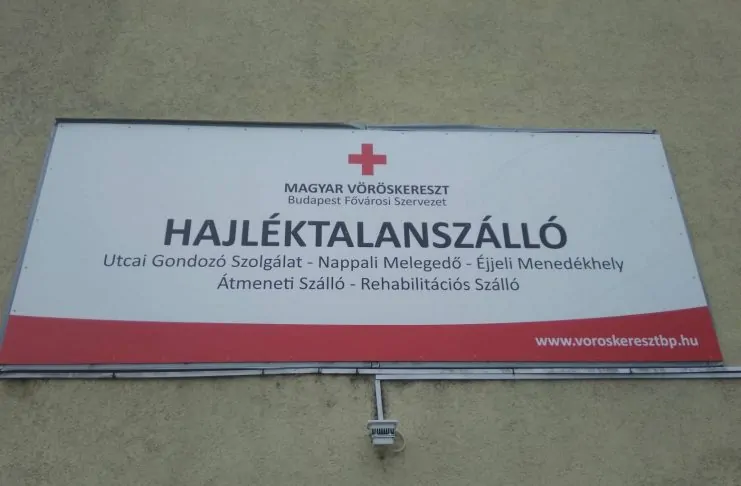 MAGYAR VÖRÖSKERESZT
Budapest Fővárosi Szervezet
HAJLÉKTALANSZÁLLÓ
Utcai Gondozó Szolgálat - Nappali Melegedő - Éjjeli Menedékhely
Átmeneti Szálló - Rehabilitációs Szálló
www.voroskeresztbp.hu